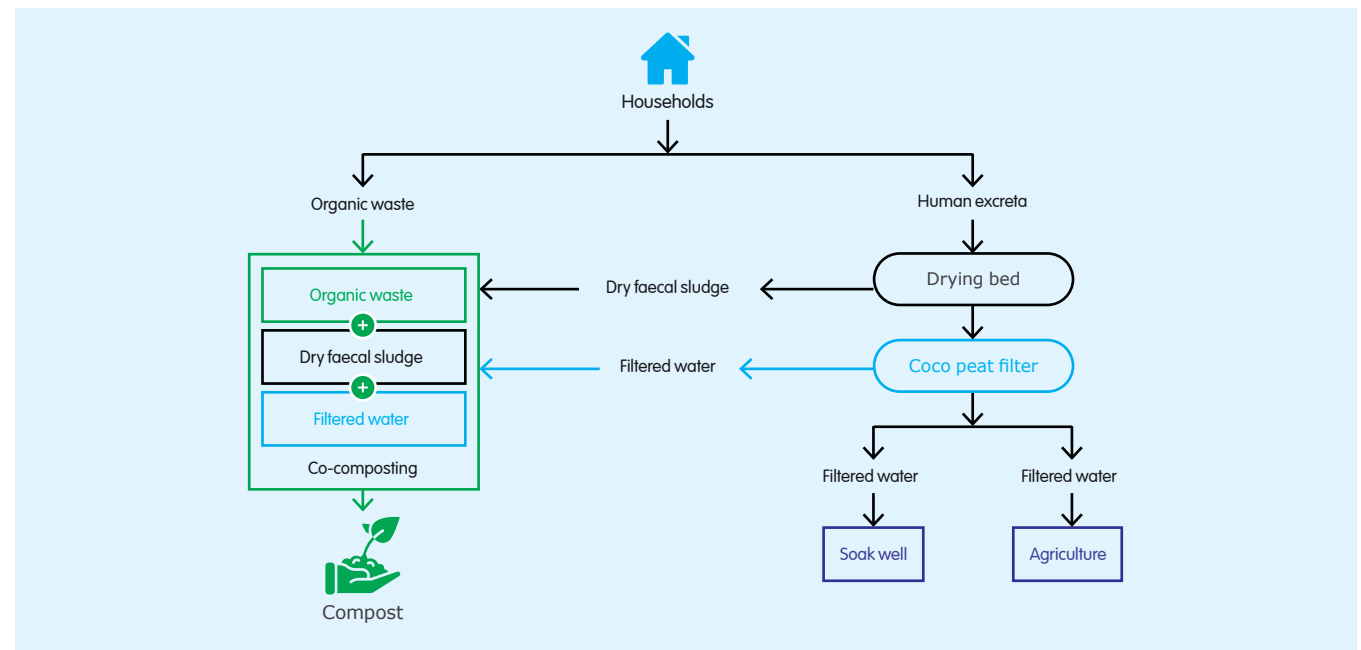 Households
Organic waste
Human excreta
Organic waste
Dry faecal sludge
Drying bed
Dry faecal sludge
Filtered water
Coco peat filter
Filtered water
Co-composting
Filtered water
Filtered water
Soak well
Agriculture
Compost